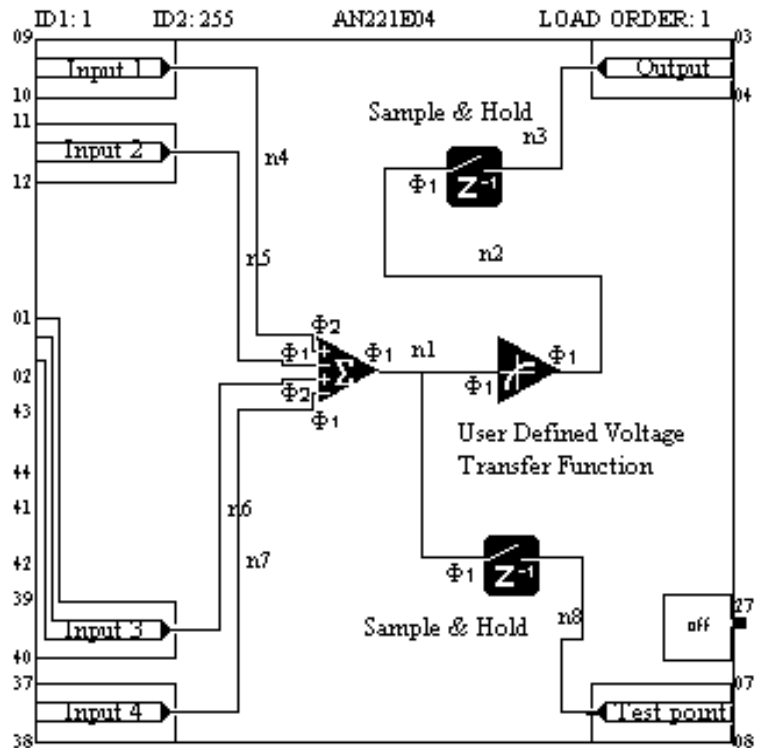 ID1: 1 ID2: 255 AN221E04 LOAD ORDER: 1
09 03
Input 1 Output
10 04
Sample & Hold
11
n3
Input 2 n4
Φ1 Z⁻¹
12
n2
n5
01 Φ2
Φ1 Φ1 n1 Φ1
+ Σ
+
02 Φ2 Φ1
43 Φ1
User Defined Voltage
Transfer Function
44
41 n6
42 n7 Φ1 Z⁻¹
39 27
n8 off
Input 3 Sample & Hold
40
37 07
Input 4 Test point
38 08